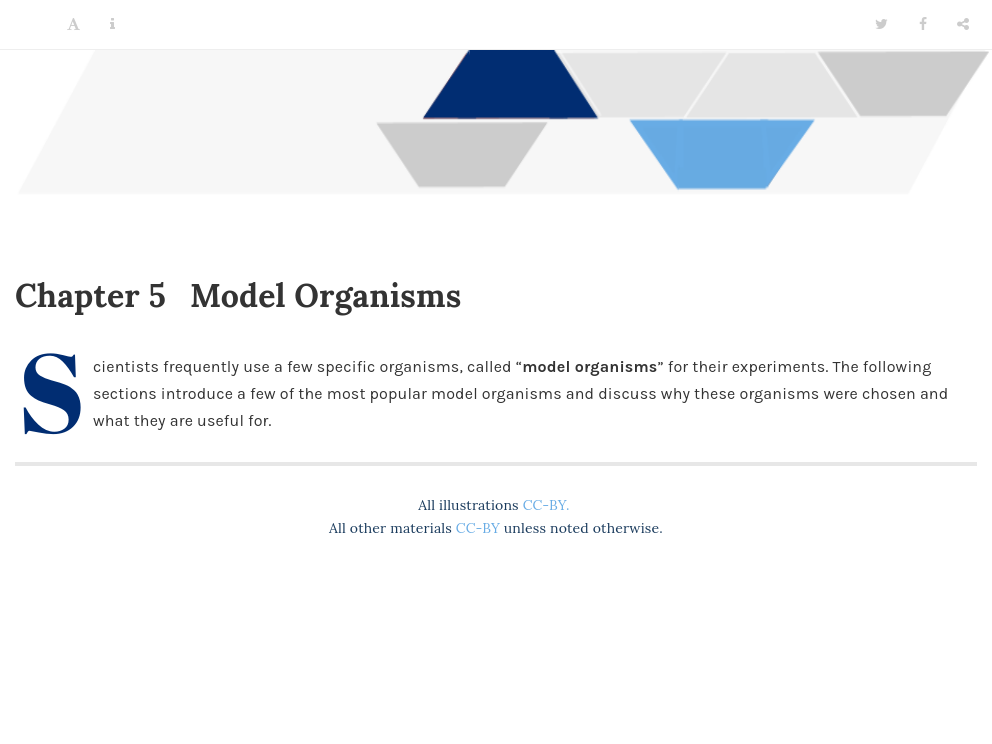 A
Chapter 5 Model Organisms
Scientists frequently use a few specific organisms, called “model organisms” for their experiments. The following
sections introduce a few of the most popular model organisms and discuss why these organisms were chosen and
what they are useful for.
All illustrations CC-BY.
All other materials CC-BY unless noted otherwise.